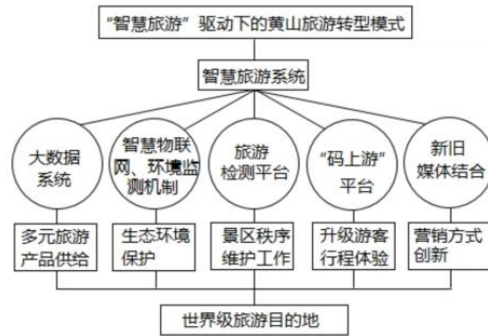 “智慧旅游”驱动下的黄山旅游转型模式
智慧旅游系统
大数据
系统
智慧物联
网、环境监
测机制
旅游
检测平台
“码上游”
平台
新旧
媒体结合
多元旅游
产品供给
生态环境
保护
景区秩序
维护工作
升级游客
行程体验
营销方式
创新
世界级旅游目的地